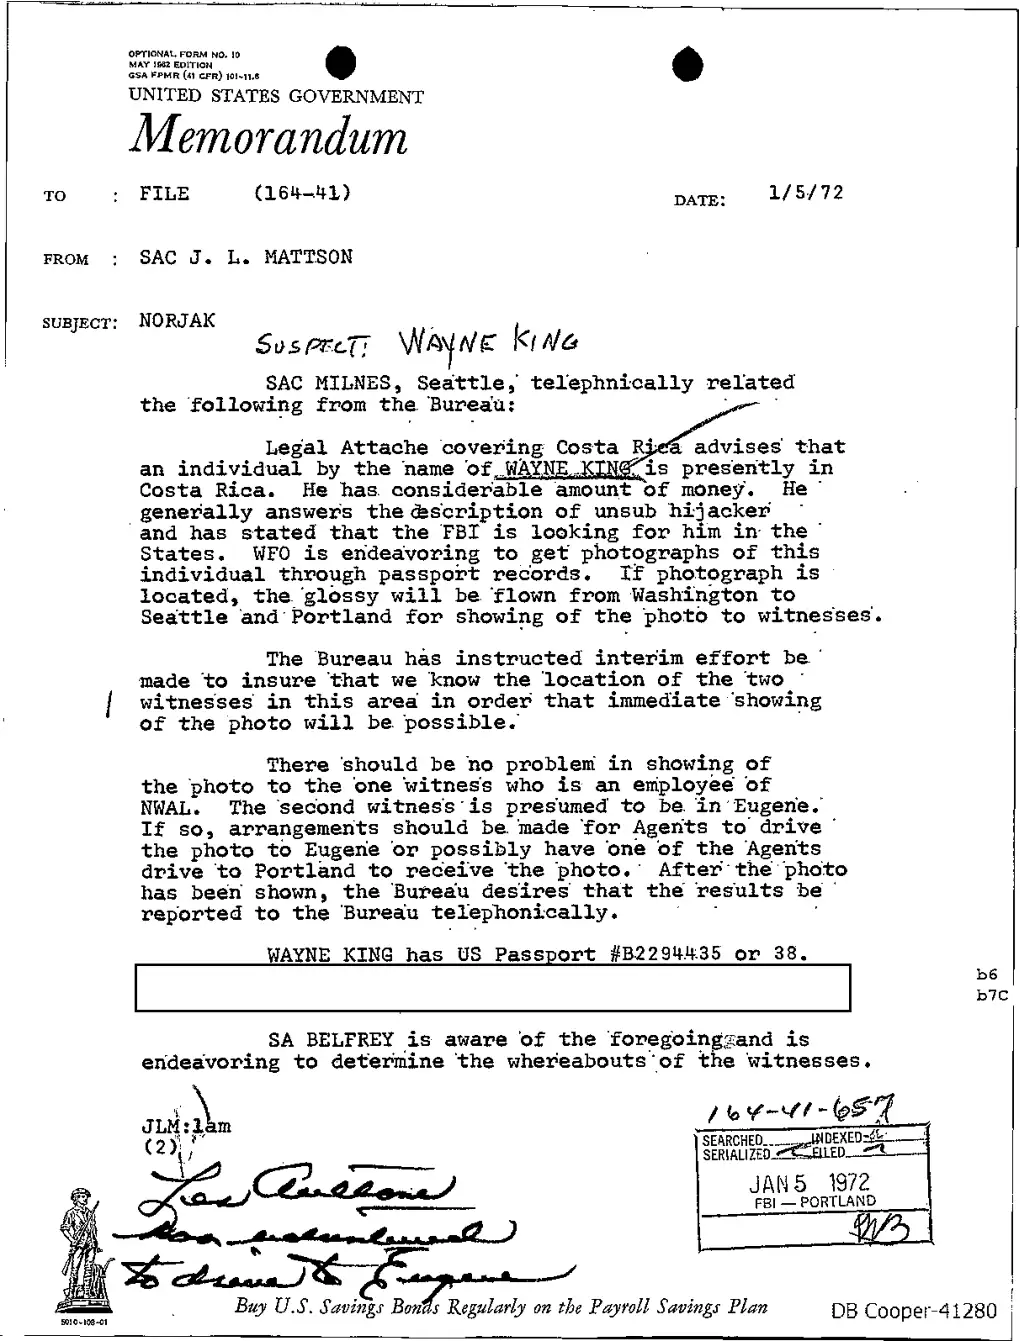 OPTIONAL FORM NO. 10
MAY 1962 EDITION
GSA FPMR (41 CFR) 101-11.6
UNITED STATES GOVERNMENT
Memorandum
TO : FILE (164-41) DATE: 1/5/72
FROM : SAC J. L. MATTSON
SUBJECT: NORJAK
SUSPECT: WAYNE KING
SAC MILNES, Seattle, telephnically related
the following from the Bureau:
Legal Attache covering Costa Rica advises that
an individual by the name of WAYNE KING is presently in
Costa Rica. He has considerable amount of money. He
generally answers the description of unsub hijacker
and has stated that the FBI is looking for him in the
States. WFO is endeavoring to get photographs of this
individual through passport records. If photograph is
located, the glossy will be flown from Washington to
Seattle and Portland for showing of the photo to witnesses.
The Bureau has instructed interim effort be
made to insure that we know the location of the two
witnesses in this area in order that immediate showing
of the photo will be possible.
There should be no problem in showing of
the photo to the one witness who is an employee of
NWAL. The second witness is presumed to be in Eugene.
If so, arrangements should be made for Agents to drive
the photo to Eugene or possibly have one of the Agents
drive to Portland to receive the photo. After the photo
has been shown, the Bureau desires that the results be
reported to the Bureau telephonically.
WAYNE KING has US Passport #B2294435 or 38.
b6
b7C
SA BELFREY is aware of the foregoing and is
endeavoring to determine the whereabouts of the witnesses.
JLM:lam
(2)
164-41-657
SEARCHED INDEXED
SERIALIZED FILED
JAN 5 1972
FBI — PORTLAND
Les
has volunteered
to drive to Eugene
Buy U.S. Savings Bonds Regularly on the Payroll Savings Plan
5010-108-01
DB Cooper-41280